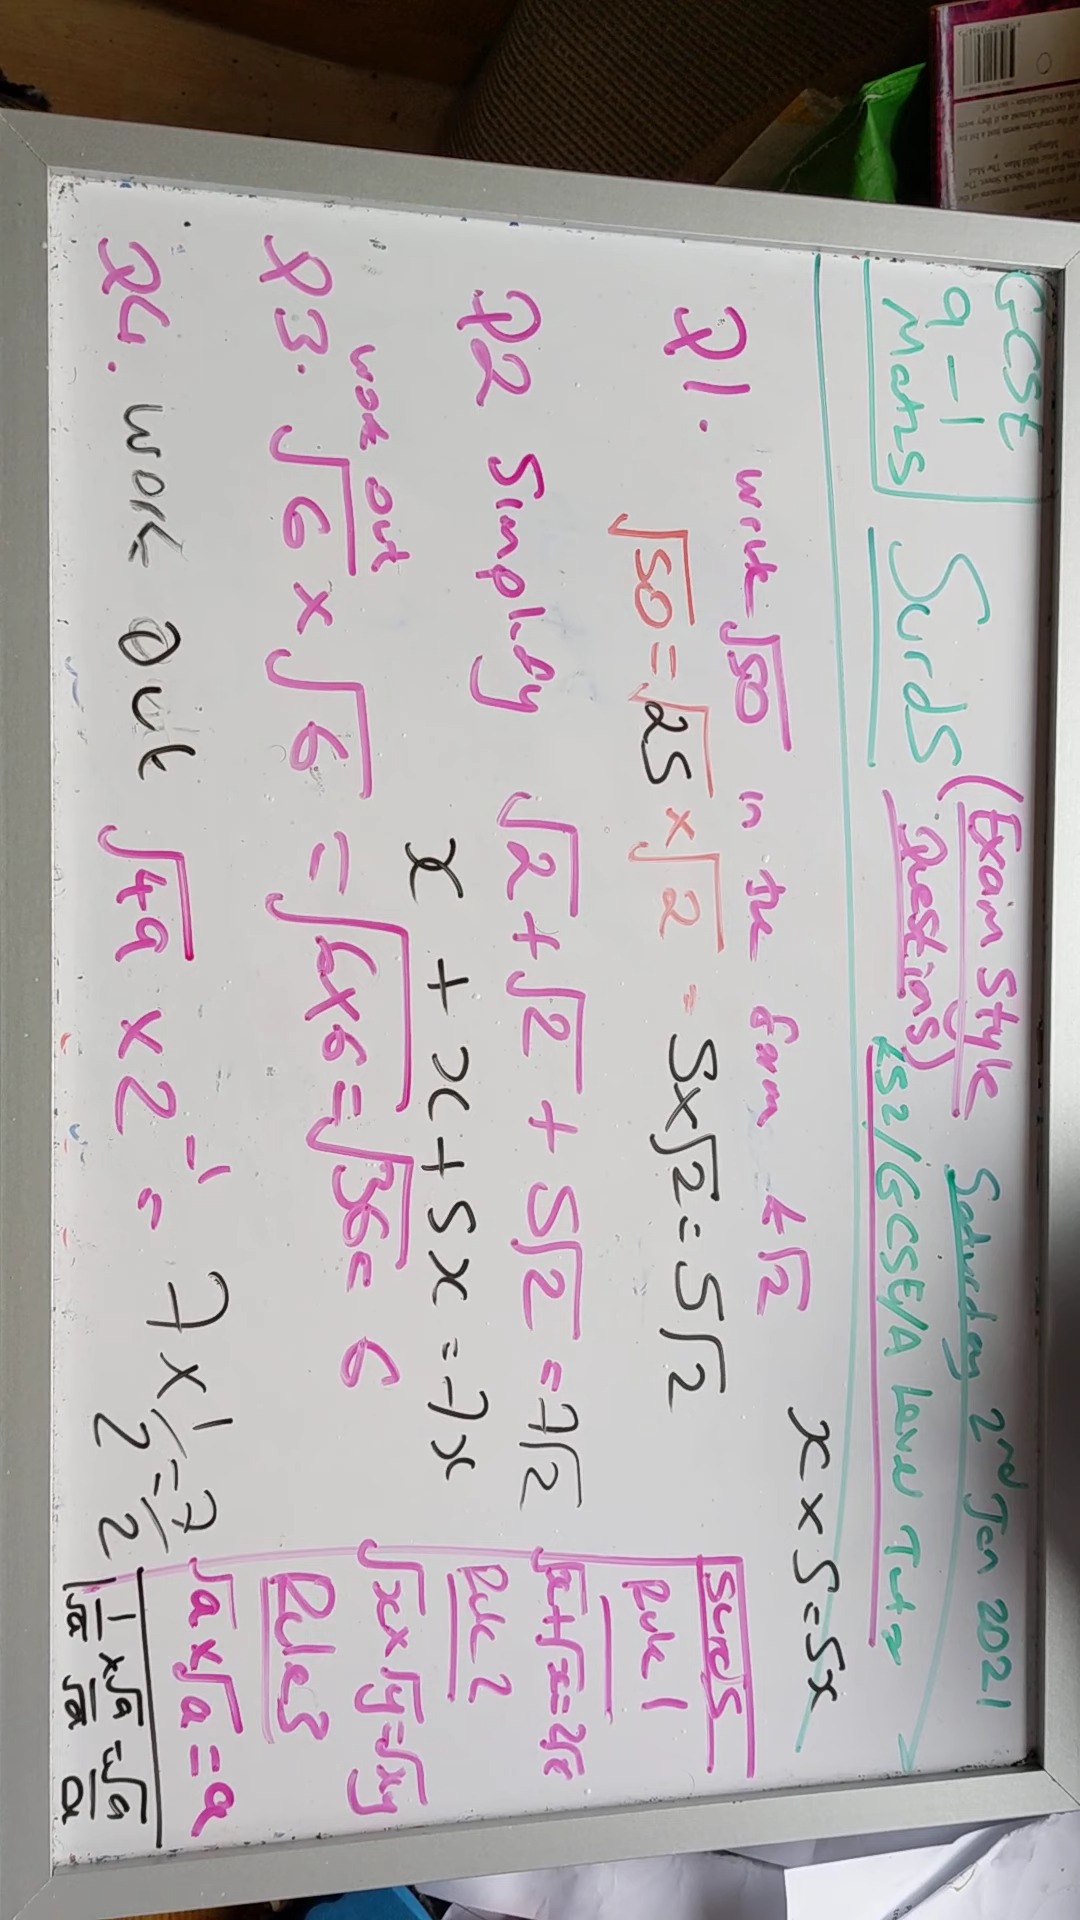 GCSE
9-1
Maths
Surds (Exam Style Questions)
Saturday 2nd Jan 2021
KS2/GCSE/A Level Tutor
x × 5 = 5x
Q1. Write √50 in the form k√2
√50 = √25 × √2 = 5×√2 = 5√2
Q2 Simplify √2 + √2 + 5√2 = 7√2
x + x + 5x = 7x
work out
Q3. √6 × √6 = √6×6 = √36 = 6
Q4. Work out √49 × 2⁻¹ = 7 × 1/2 = 7/2
Surds
Rule 1
√x+√x=2√x
Rule 2
√x×√y=√xy
Rule 3
√a×√a=a
1/√a × √a/√a = √a/a